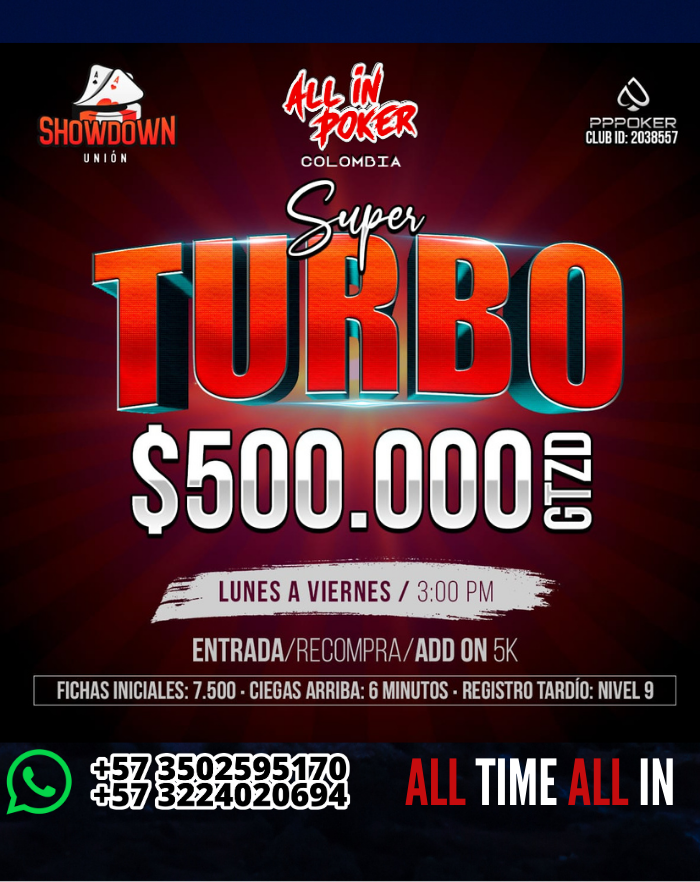 SHOWDOWN
UNIÓN
ALL IN
POKER
COLOMBIA
PPPOKER
CLUB ID: 2038557
Super
TURBO
$500.000 GTZD
LUNES A VIERNES / 3:00 PM
ENTRADA/RECOMPRA/ADD ON 5K
FICHAS INICIALES: 7.500 · CIEGAS ARRIBA: 6 MINUTOS · REGISTRO TARDÍO: NIVEL 9
+57 3502595170
+57 3224020694
ALL TIME ALL IN